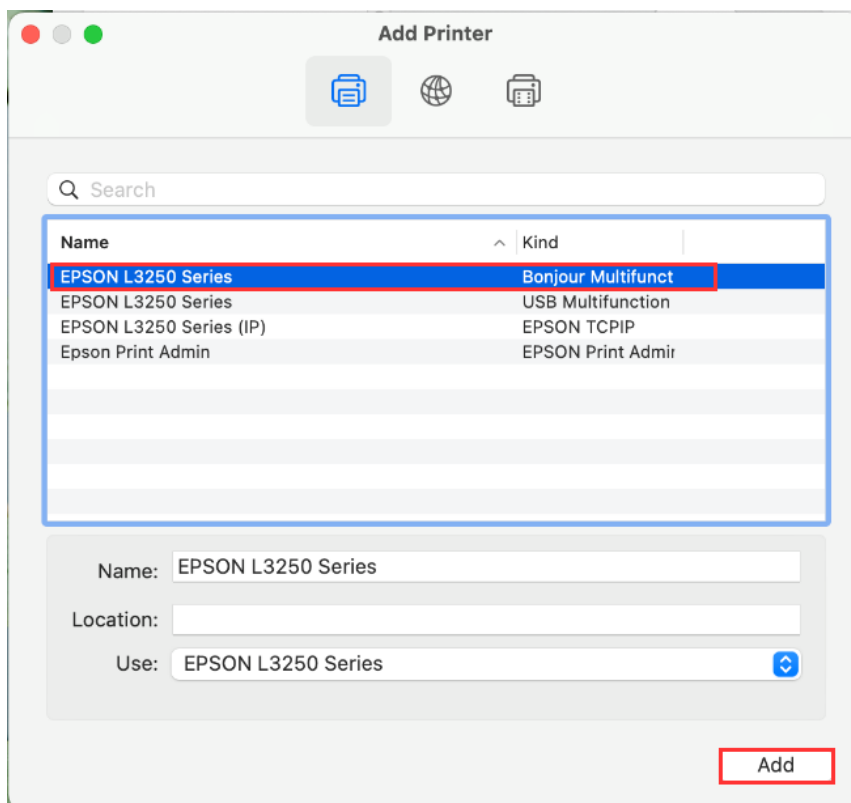 Add Printer
Search
Name Kind
EPSON L3250 Series Bonjour Multifunct
EPSON L3250 Series USB Multifunction
EPSON L3250 Series (IP) EPSON TCPIP
Epson Print Admin EPSON Print Admir
Name: EPSON L3250 Series
Location:
Use: EPSON L3250 Series
Add